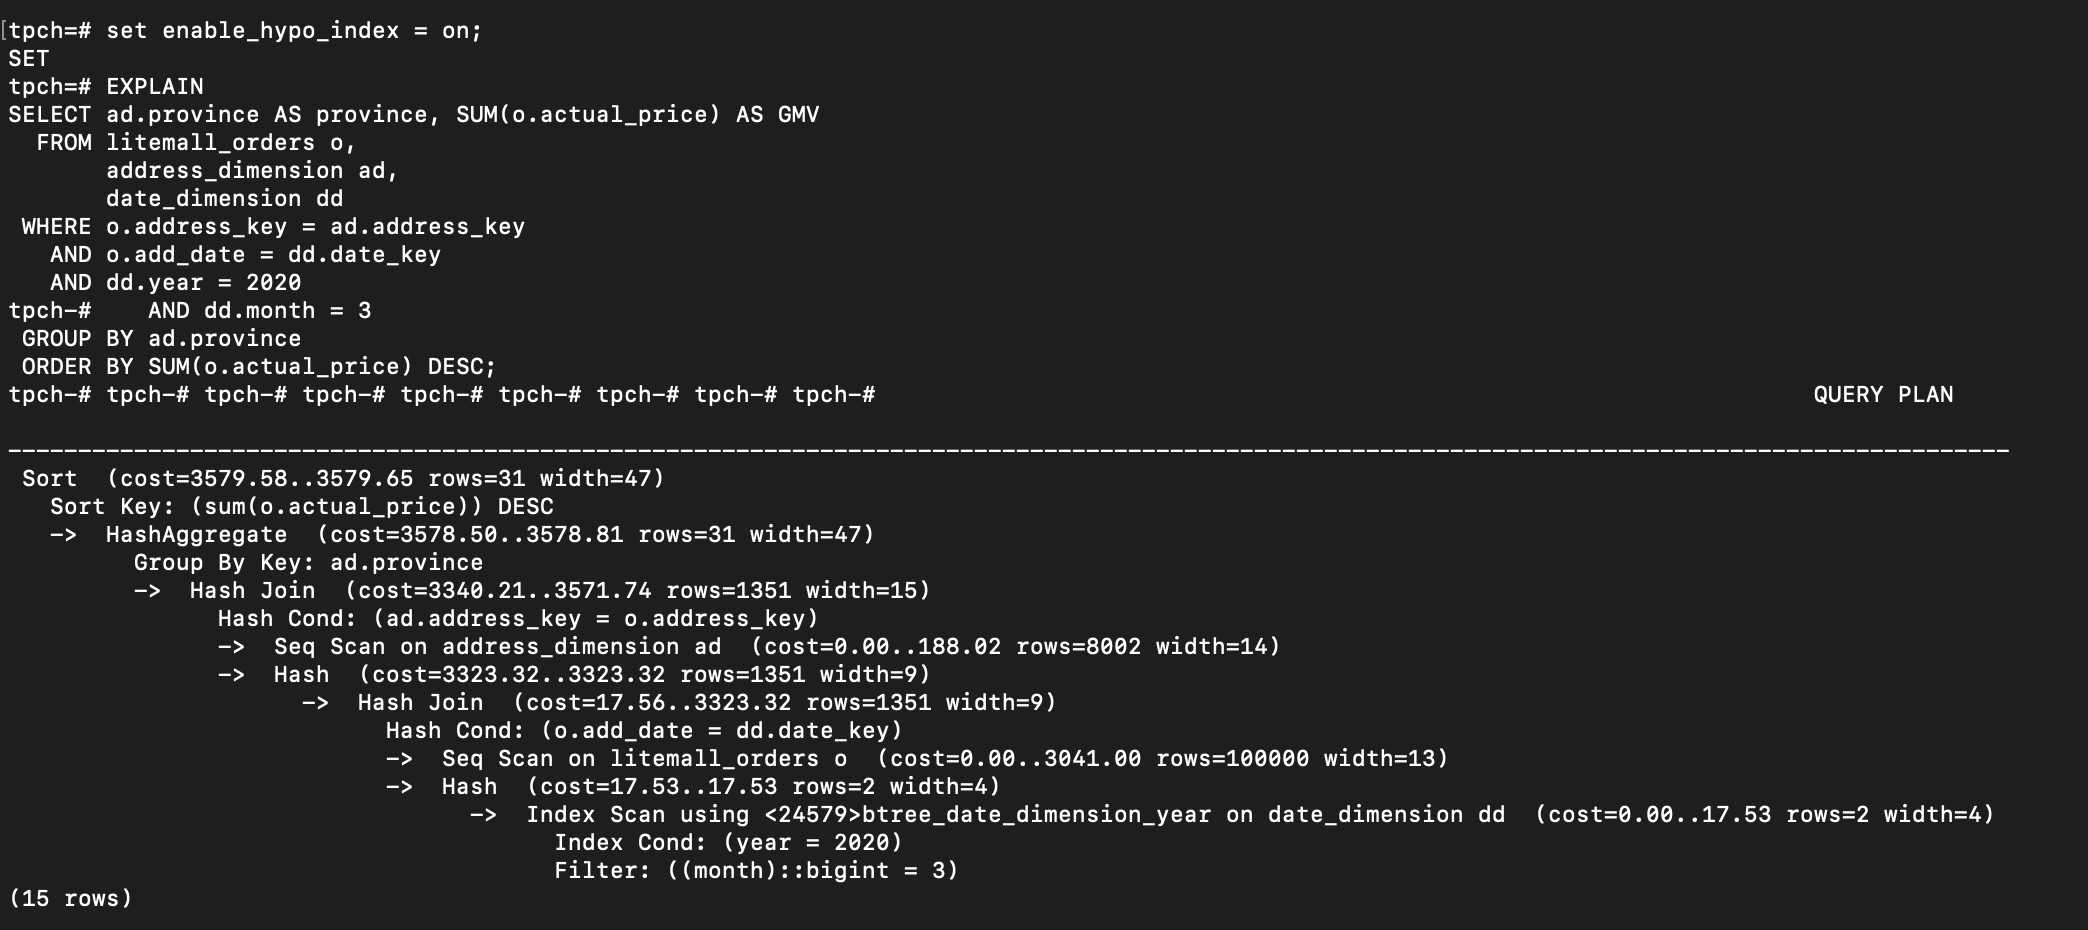 [tpch=# set enable_hypo_index = on;
SET
tpch=# EXPLAIN
SELECT ad.province AS province, SUM(o.actual_price) AS GMV
  FROM litemall_orders o,
       address_dimension ad,
       date_dimension dd
 WHERE o.address_key = ad.address_key
   AND o.add_date = dd.date_key
   AND dd.year = 2020
tpch-#    AND dd.month = 3
 GROUP BY ad.province
 ORDER BY SUM(o.actual_price) DESC;
tpch-# tpch-# tpch-# tpch-# tpch-# tpch-# tpch-# tpch-# tpch-#                                                                   QUERY PLAN
-----------------------------------------------------------------------------------------------------------------------------------------------
 Sort  (cost=3579.58..3579.65 rows=31 width=47)
   Sort Key: (sum(o.actual_price)) DESC
   ->  HashAggregate  (cost=3578.50..3578.81 rows=31 width=47)
         Group By Key: ad.province
         ->  Hash Join  (cost=3340.21..3571.74 rows=1351 width=15)
               Hash Cond: (ad.address_key = o.address_key)
               ->  Seq Scan on address_dimension ad  (cost=0.00..188.02 rows=8002 width=14)
               ->  Hash  (cost=3323.32..3323.32 rows=1351 width=9)
                     ->  Hash Join  (cost=17.56..3323.32 rows=1351 width=9)
                           Hash Cond: (o.add_date = dd.date_key)
                           ->  Seq Scan on litemall_orders o  (cost=0.00..3041.00 rows=100000 width=13)
                           ->  Hash  (cost=17.53..17.53 rows=2 width=4)
                                 ->  Index Scan using <24579>btree_date_dimension_year on date_dimension dd  (cost=0.00..17.53 rows=2 width=4)
                                       Index Cond: (year = 2020)
                                       Filter: ((month)::bigint = 3)
(15 rows)